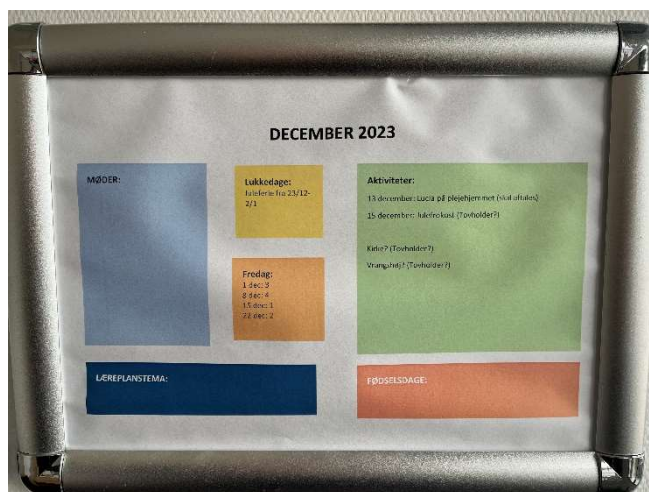 DECEMBER 2023
MØDER:
Lukkedage:
Juleferie fra 23/12-
2/1
Fredag:
1 dec: 3
8 dec: 4
15 dec: 1
22 dec: 2
Aktiviteter:
13 december: Lucia på plejehjemmet (skal aftales)
15 december: Julefrokost (Tovholder?)
Kirke? (Tovholder?)
Vrangshøj? (Tovholder?)
LÆREPLANSTEMA:
FØDSELSDAGE: